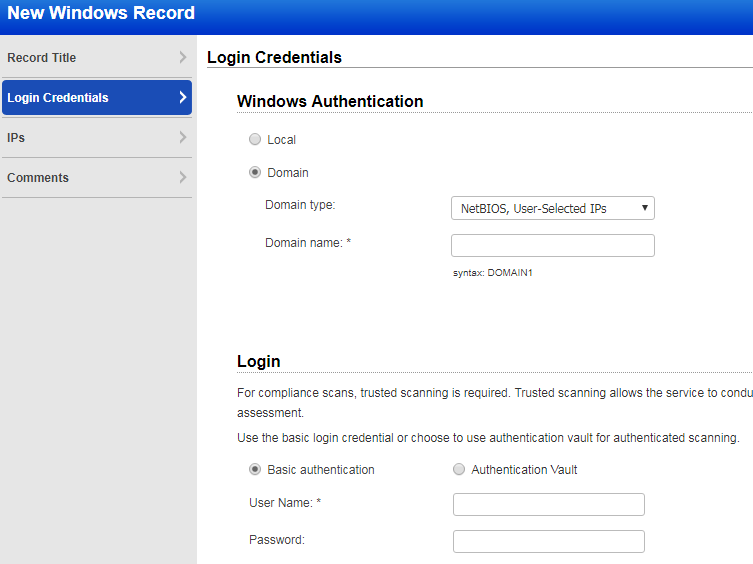 New Windows Record
Record Title
Login Credentials
IPs
Comments
Login Credentials
Windows Authentication
Local
Domain
Domain type:
NetBIOS, User-Selected IPs
Domain name: *
syntax: DOMAIN1
Login
For compliance scans, trusted scanning is required. Trusted scanning allows the service to condu
assessment.
Use the basic login credential or choose to use authentication vault for authenticated scanning.
Basic authentication Authentication Vault
User Name: *
Password: